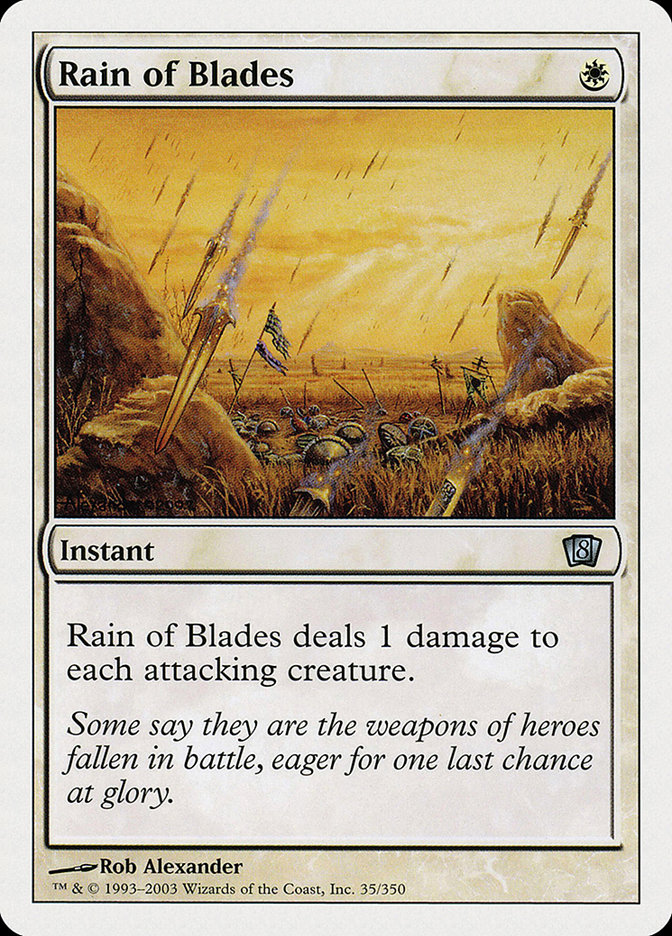 Rain of Blades
Instant
8
Rain of Blades deals 1 damage to
each attacking creature.
Some say they are the weapons of heroes
fallen in battle, eager for one last chance
at glory.
Rob Alexander
™ & © 1993–2003 Wizards of the Coast, Inc. 35/350